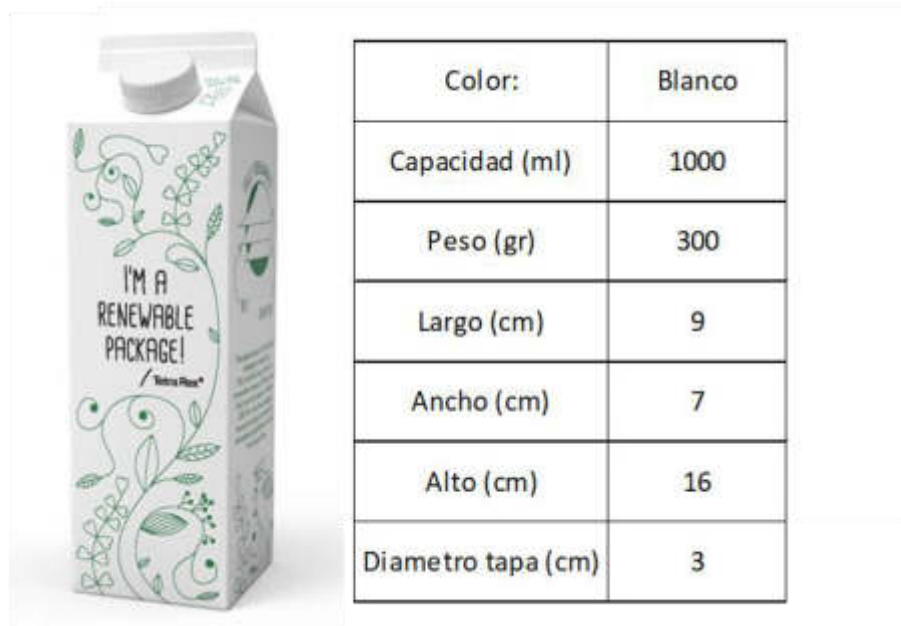 I'M A
RENEWABLE
PACKAGE!
Tetra Rex®
Color: Blanco
Capacidad (ml) 1000
Peso (gr) 300
Largo (cm) 9
Ancho (cm) 7
Alto (cm) 16
Diametro tapa (cm) 3